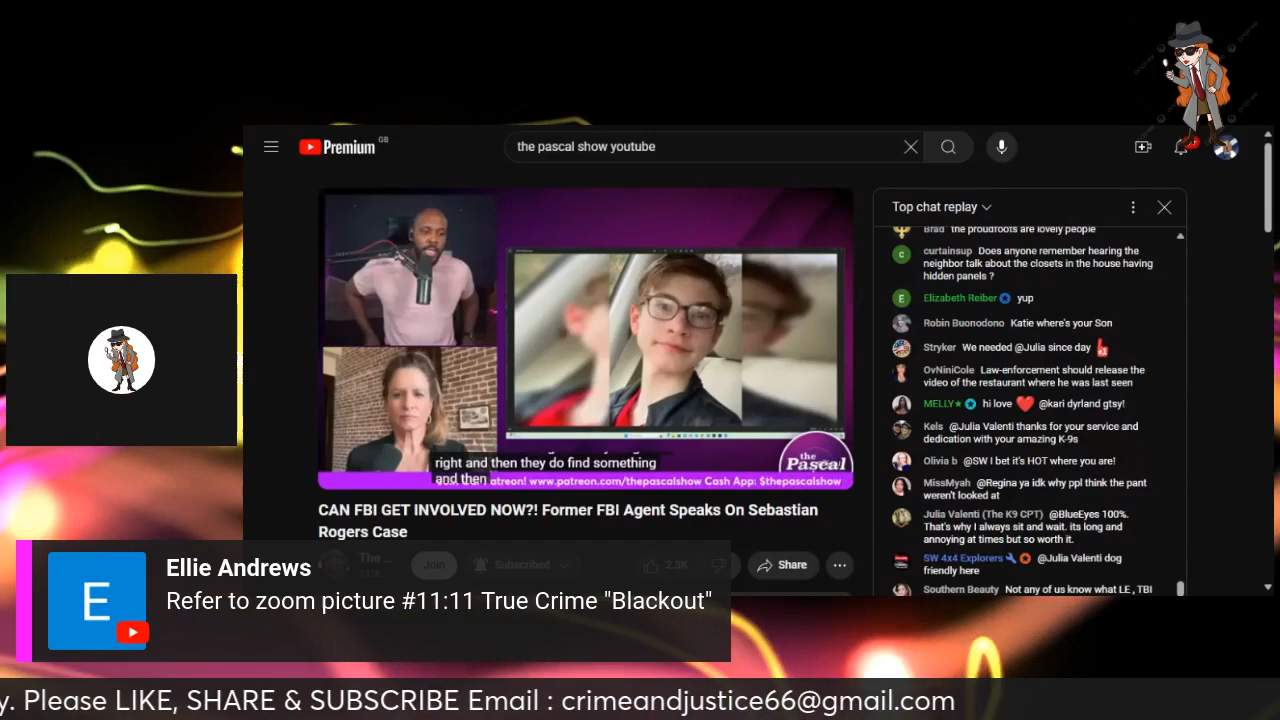 Premium GB
the pascal show youtube
Top chat replay
Brad the proudfoots are lovely people
curtainsup Does anyone remember hearing the
neighbor talk about the closets in the house having
hidden panels ?
Elizabeth Reiber yup
Robin Buonodono Katie where's your Son
Stryker We needed @Julia since day
OvNiniCole Law-enforcement should release the
video of the restaurant where he was last seen
MELLY★ hi love @kari dyrland gtsy!
Kels @Julia Valenti thanks for your service and
dedication with your amazing K-9s
Olivia b @SW I bet it's HOT where you are!
MissMyah @Regina ya idk why ppl think the pant
weren't looked at
Julia Valenti (The K9 CPT) @BlueEyes 100%.
That's why I always sit and wait. its long and
annoying at times but so worth it.
SW 4x4 Explorers @Julia Valenti dog
friendly here
Southern Beauty Not any of us know what LE , TBI
right and then they do find something
and then
the
Pascal
atreon! www.patreon.com/thepascalshow Cash App: $thepascalshow
CAN FBI GET INVOLVED NOW?! Former FBI Agent Speaks On Sebastian
Rogers Case
The ...
Join
Subscribed
2.3K
Share
E
Ellie Andrews
Refer to zoom picture #11:11 True Crime "Blackout"
y. Please LIKE, SHARE & SUBSCRIBE Email : crimeandjustice66@gmail.com